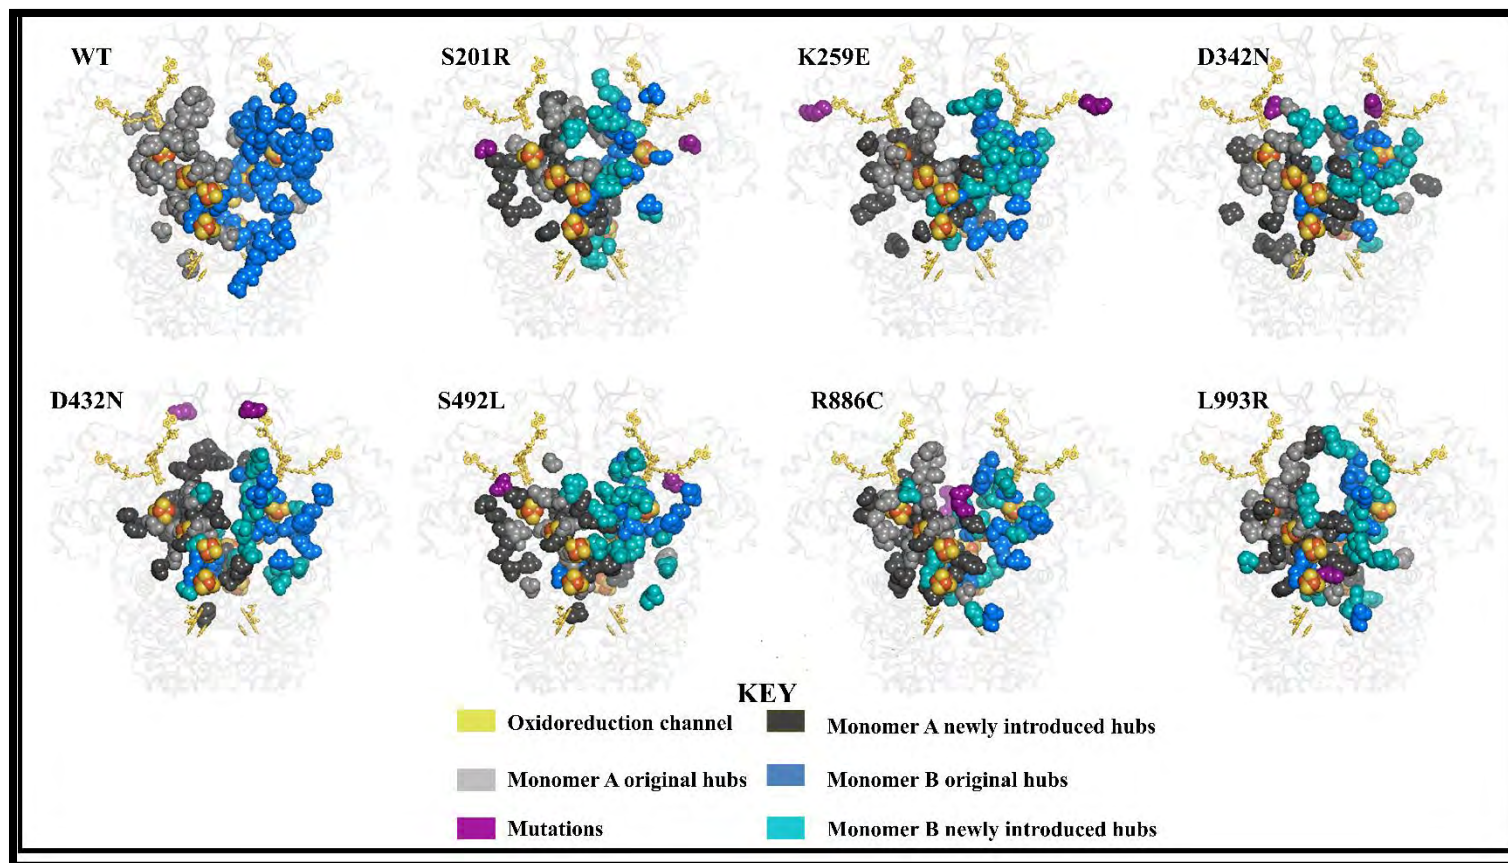 WT
S201R
K259E
D342N
D432N
S492L
R886C
L993R
KEY
Oxidoreduction channel
Monomer A newly introduced hubs
Monomer A original hubs
Monomer B original hubs
Mutations
Monomer B newly introduced hubs